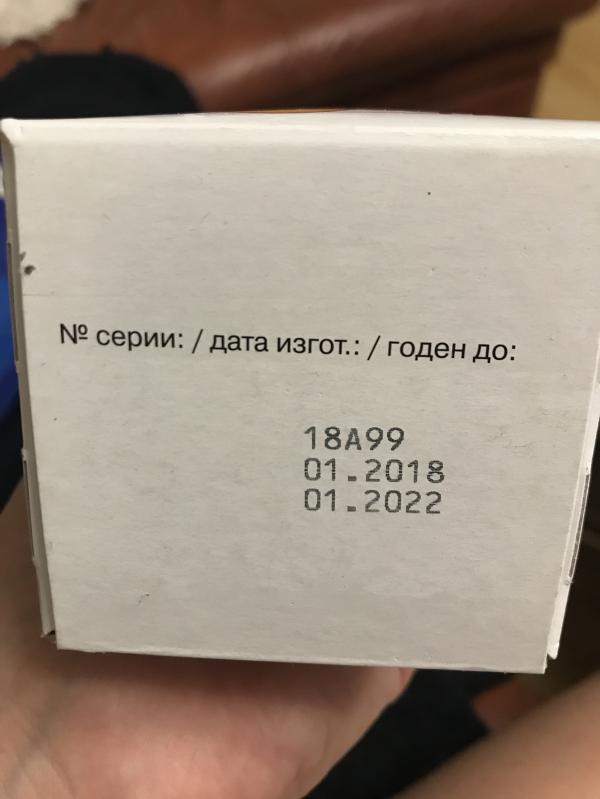 № серии: / дата изгот.: / годен до:
18A99
01.2018
01.2022